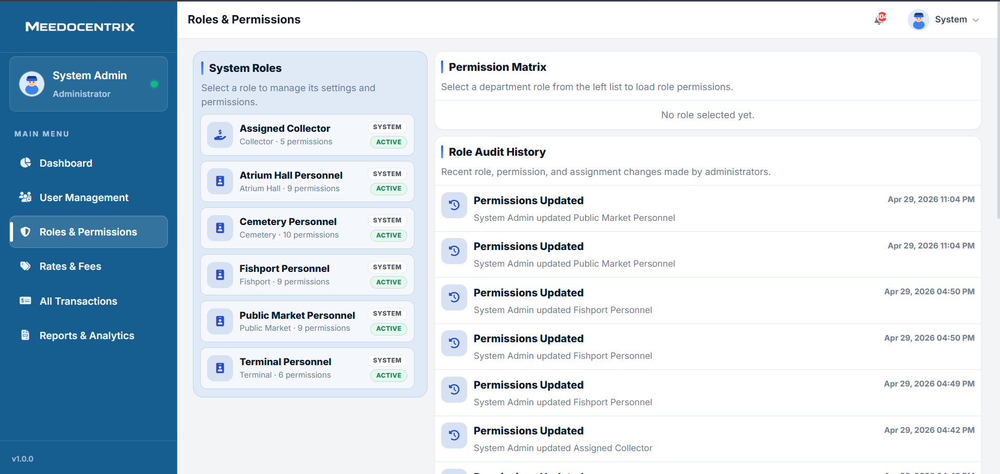 MEEDOCENTRIX
System Admin
Administrator
MAIN MENU
Dashboard
User Management
Roles & Permissions
Rates & Fees
All Transactions
Reports & Analytics
v1.0.0
Roles & Permissions
104
System
System Roles
Select a role to manage its settings and
permissions.
Assigned Collector
SYSTEM
Collector · 5 permissions
ACTIVE
Atrium Hall Personnel
SYSTEM
Atrium Hall · 9 permissions
ACTIVE
Cemetery Personnel
SYSTEM
Cemetery · 10 permissions
ACTIVE
Fishport Personnel
SYSTEM
Fishport · 9 permissions
ACTIVE
Public Market Personnel
SYSTEM
Public Market · 9 permissions
ACTIVE
Terminal Personnel
SYSTEM
Terminal · 6 permissions
ACTIVE
Permission Matrix
Select a department role from the left list to load role permissions.
No role selected yet.
Role Audit History
Recent role, permission, and assignment changes made by administrators.
Permissions Updated
Apr 29, 2026 11:04 PM
System Admin updated Public Market Personnel
Permissions Updated
Apr 29, 2026 11:04 PM
System Admin updated Public Market Personnel
Permissions Updated
Apr 29, 2026 04:50 PM
System Admin updated Fishport Personnel
Permissions Updated
Apr 29, 2026 04:50 PM
System Admin updated Fishport Personnel
Permissions Updated
Apr 29, 2026 04:49 PM
System Admin updated Fishport Personnel
Permissions Updated
Apr 29, 2026 04:42 PM
System Admin updated Assigned Collector